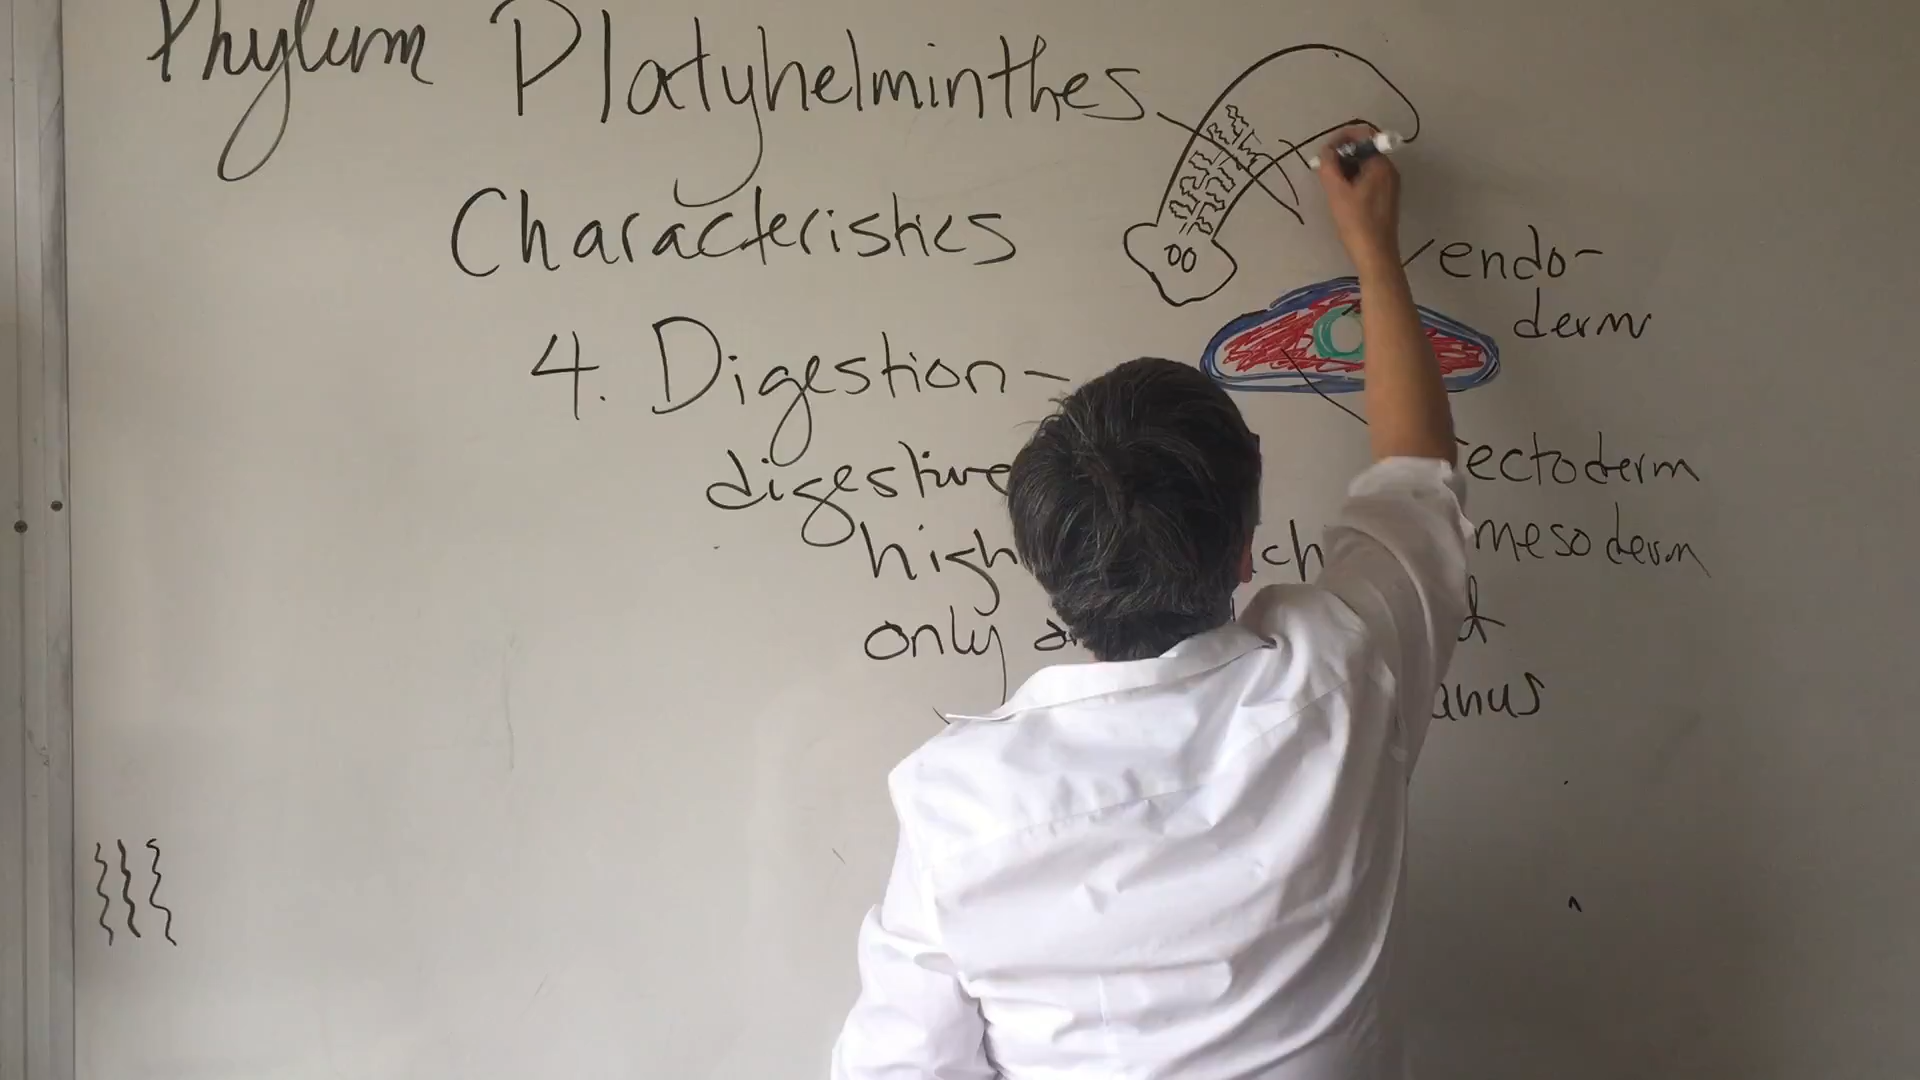 Phylum Platyhelminthes
Characteristics
endo-
derm
4. Digestion -
ectoderm
digestive
mesoderm
high
only
anus